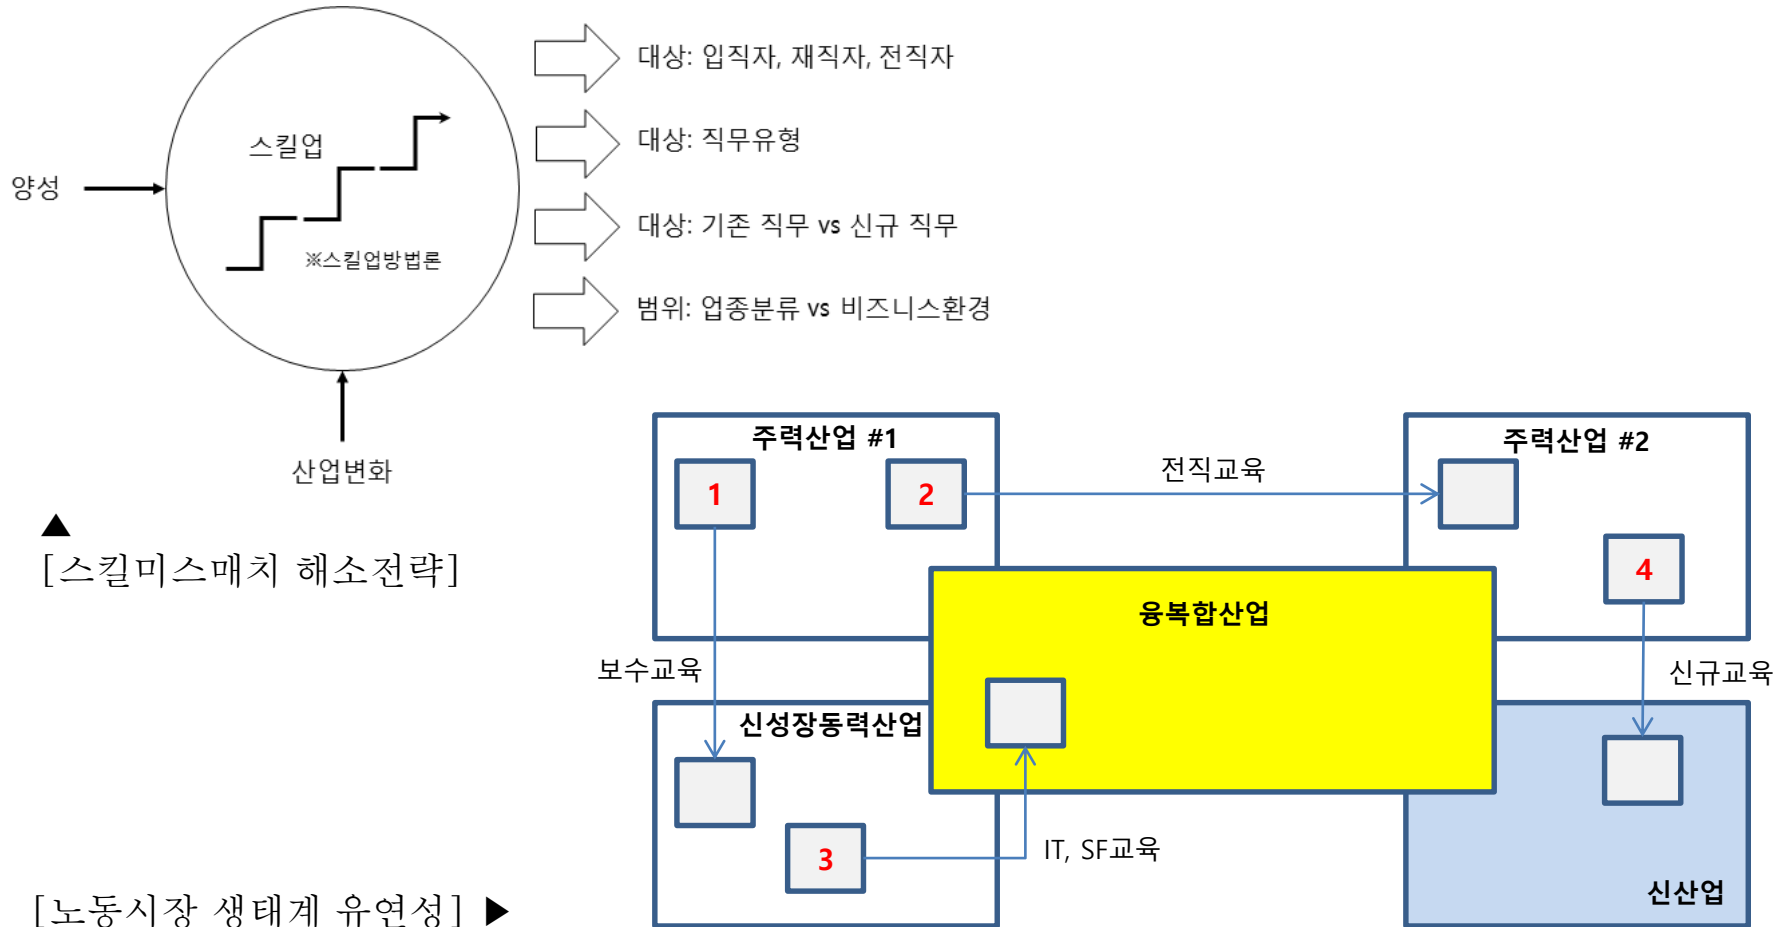 대상: 입직자, 재직자, 전직자
대상: 직무유형
스킬업
양성
대상: 기존 직무 vs 신규 직무
※스킬업방법론
범위: 업종분류 vs 비즈니스환경
산업변화
▲
[스킬미스매치 해소전략]
주력산업 #1
주력산업 #2
전직교육
1
2
4
융복합산업
보수교육
신규교육
신성장동력산업
3
IT, SF교육
신산업
[노동시장 생태계 유연성] ▶